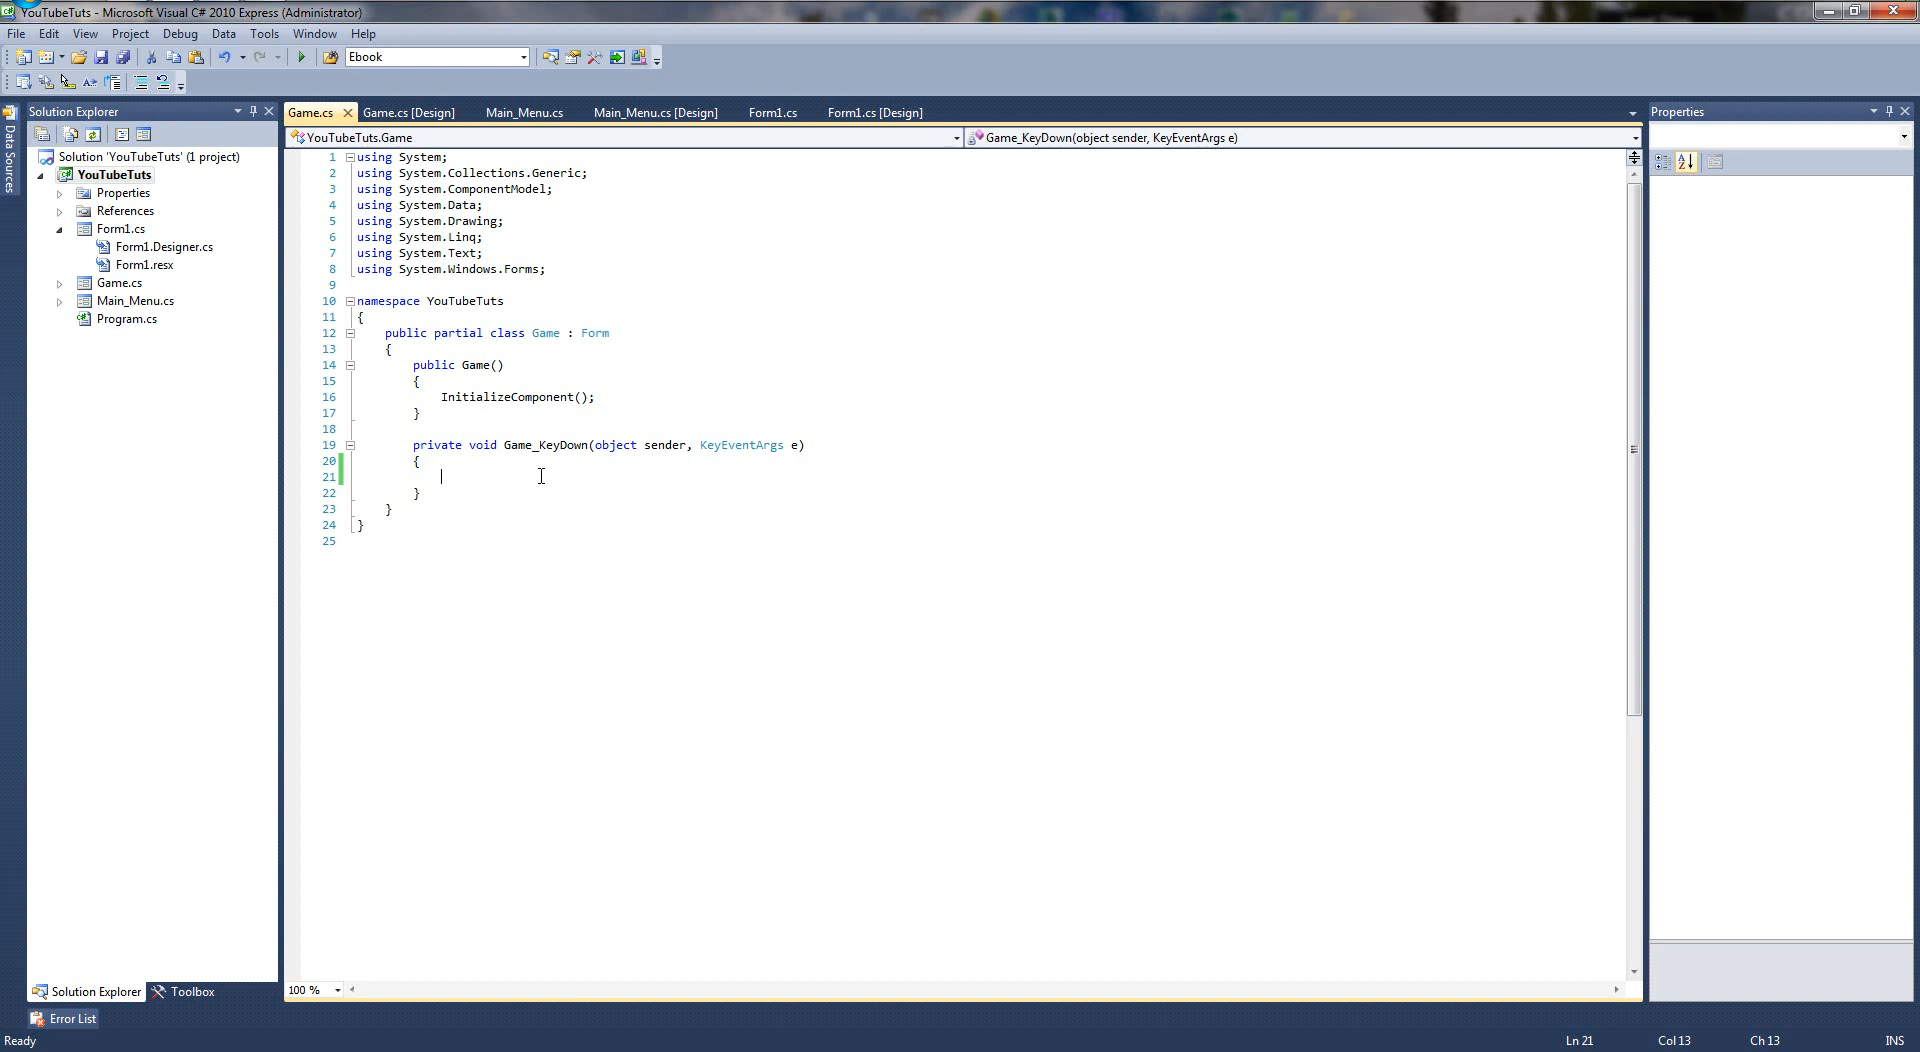 YouTubeTuts - Microsoft Visual C# 2010 Express (Administrator)
File Edit View Project Debug Data Tools Window Help
Ebook
Data Sources
Solution Explorer
Solution 'YouTubeTuts' (1 project)
YouTubeTuts
Properties
References
Form1.cs
Form1.Designer.cs
Form1.resx
Game.cs
Main_Menu.cs
Program.cs
Solution Explorer Toolbox
Game.cs Game.cs [Design] Main_Menu.cs Main_Menu.cs [Design] Form1.cs Form1.cs [Design]
YouTubeTuts.Game Game_KeyDown(object sender, KeyEventArgs e)
1 using System;
2 using System.Collections.Generic;
3 using System.ComponentModel;
4 using System.Data;
5 using System.Drawing;
6 using System.Linq;
7 using System.Text;
8 using System.Windows.Forms;
9
10 namespace YouTubeTuts
11 {
12 public partial class Game : Form
13 {
14 public Game()
15 {
16 InitializeComponent();
17 }
18
19 private void Game_KeyDown(object sender, KeyEventArgs e)
20 {
21
22 }
23 }
24 }
25
100 %
Properties
Error List
Ready Ln 21 Col 13 Ch 13 INS